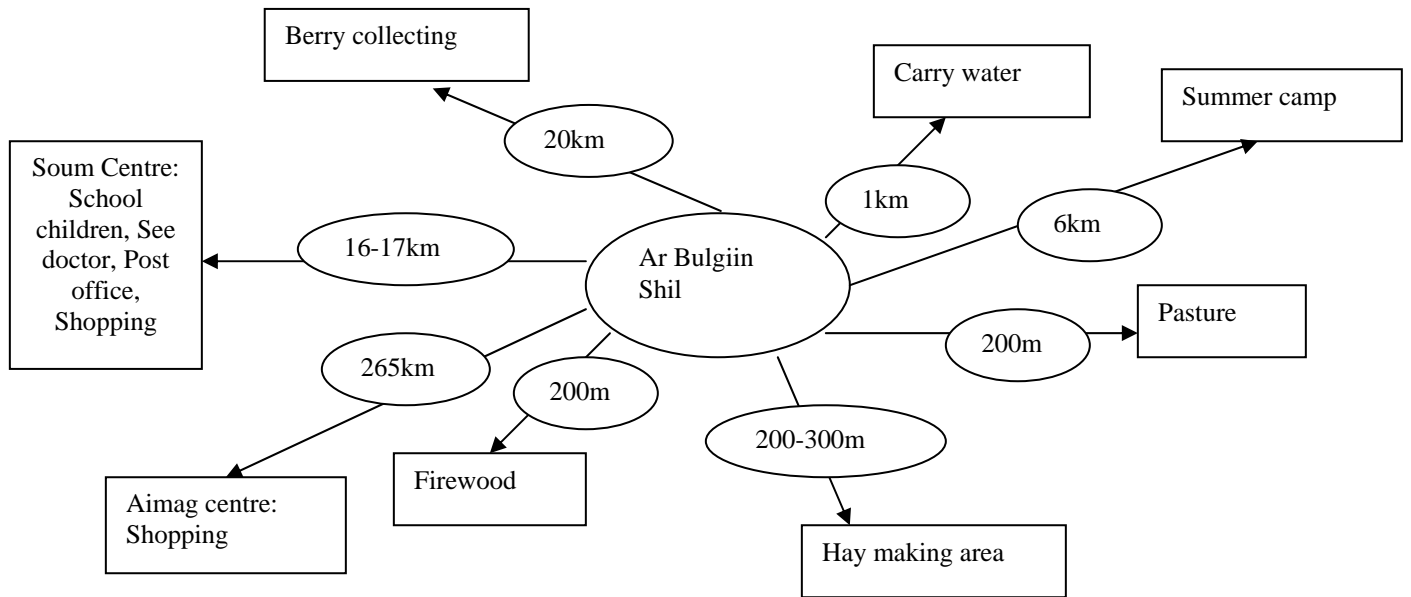 Berry collecting
Carry water
Summer camp
20km
Soum Centre:
School
children, See
doctor, Post
office,
Shopping
1km
6km
16-17km
Ar Bulgiin
Shil
Pasture
200m
265km
200m
200-300m
Firewood
Aimag centre:
Shopping
Hay making area